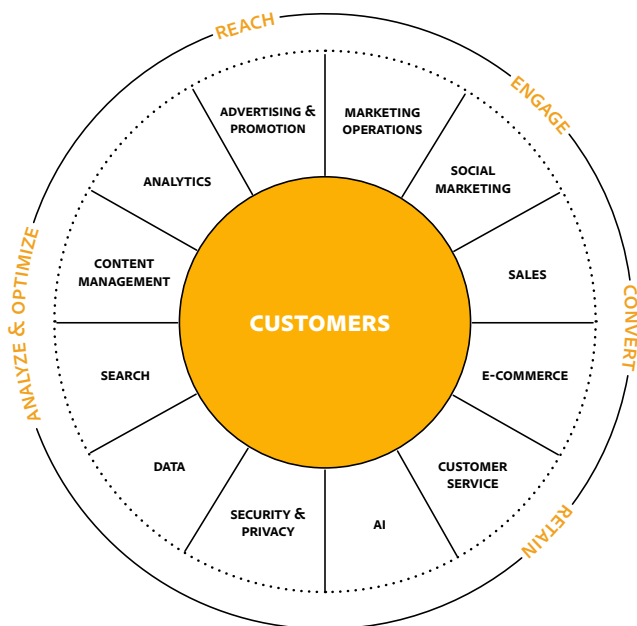 REACH
ENGAGE
CONVERT
RETAIN
ANALYZE & OPTIMIZE
ADVERTISING &
PROMOTION
MARKETING
OPERATIONS
SOCIAL
MARKETING
SALES
E-COMMERCE
CUSTOMER
SERVICE
AI
SECURITY &
PRIVACY
DATA
SEARCH
CONTENT
MANAGEMENT
ANALYTICS
CUSTOMERS